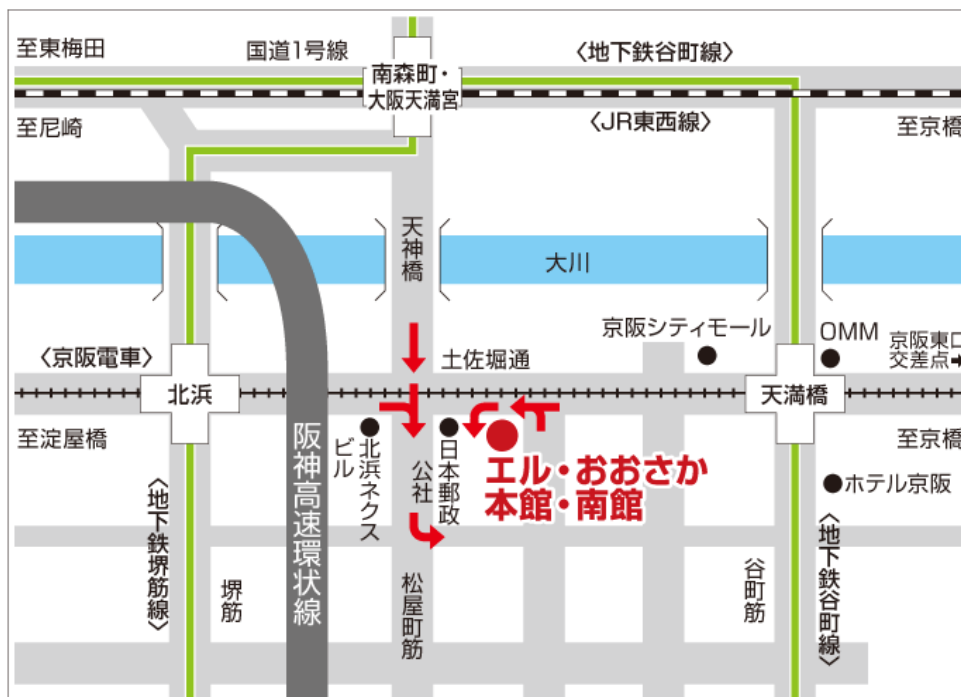 至東梅田
国道1号線
〈地下鉄谷町線〉
南森町・
大阪天満宮
至尼崎
〈JR東西線〉
至京橋
天神橋
大川
京阪シティモール
OMM
京阪東口
交差点➡
〈京阪電車〉
土佐堀通
北浜
天満橋
至淀屋橋
至京橋
阪神高速環状線
北浜ネクス
ビル
公社
日本郵政
エル・おおさか
本館・南館
ホテル京阪
〈地下鉄堺筋線〉
堺筋
松屋町筋
谷町筋
〈地下鉄谷町線〉